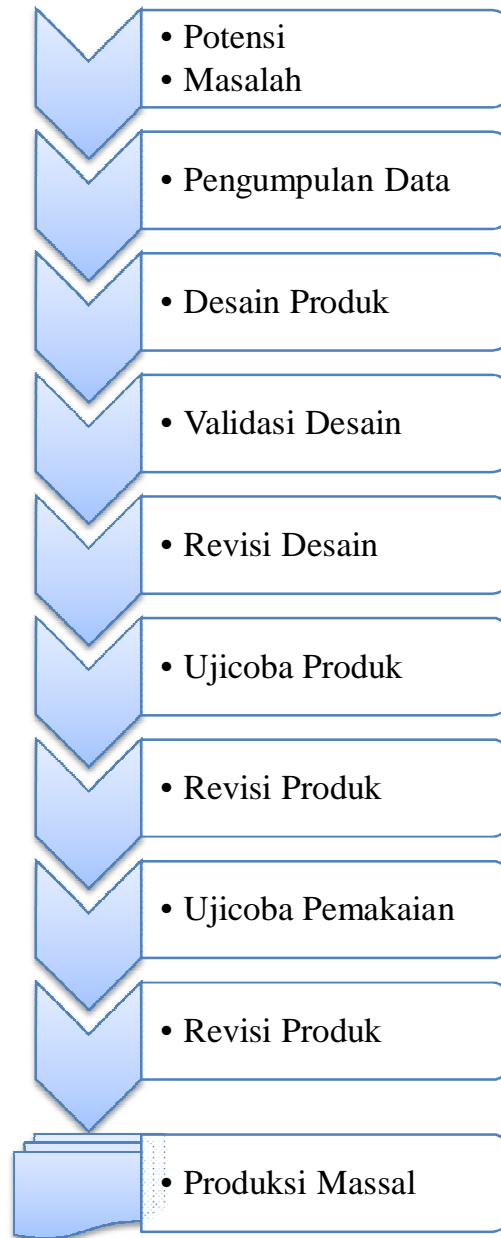 • Potensi
• Masalah
• Pengumpulan Data
• Desain Produk
• Validasi Desain
• Revisi Desain
• Ujicoba Produk
• Revisi Produk
• Ujicoba Pemakaian
• Revisi Produk
• Produksi Massal